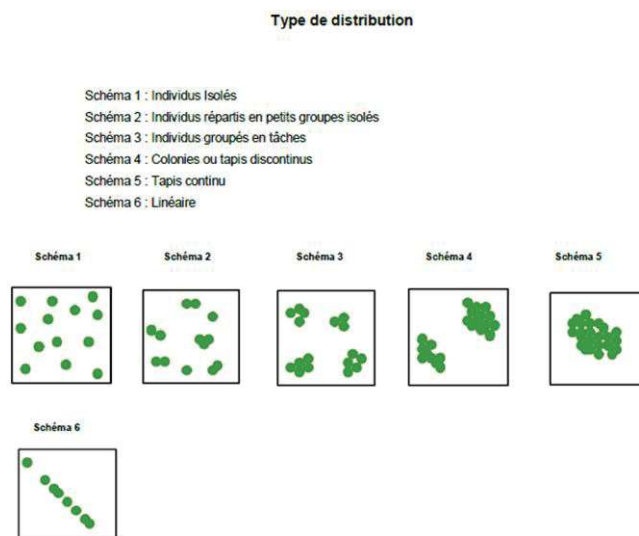 Type de distribution
Schéma 1 : Individus Isolés
Schéma 2 : Individus répartis en petits groupes isolés
Schéma 3 : Individus groupés en tâches
Schéma 4 : Colonies ou tapis discontinus
Schéma 5 : Tapis continu
Schéma 6 : Linéaire
Schéma 1
Schéma 2
Schéma 3
Schéma 4
Schéma 5
Schéma 6